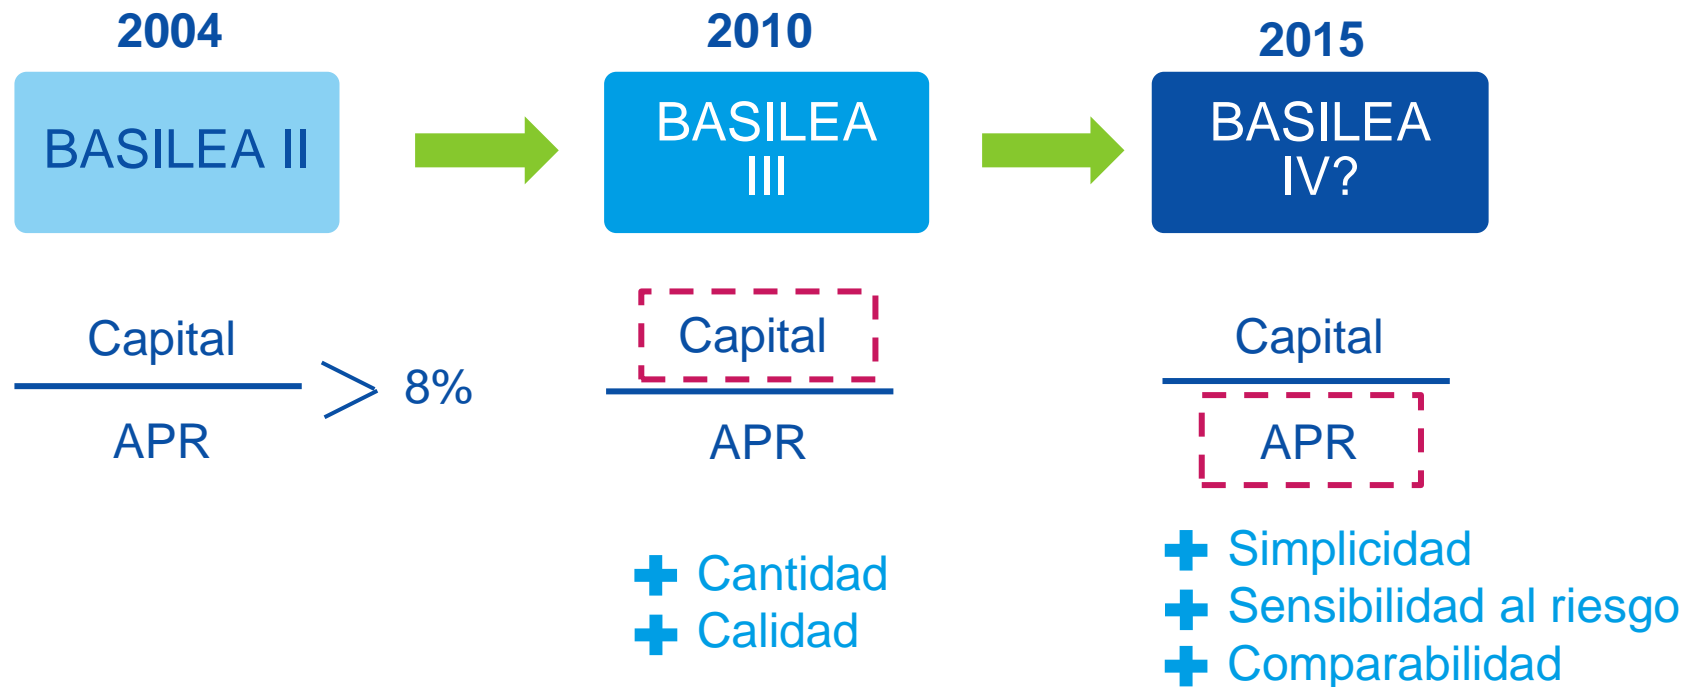 2004
BASILEA II
Capital
APR
> 8%
2010
BASILEA
III
Capital
APR
Cantidad
Calidad
2015
BASILEA
IV?
Capital
APR
Simplicidad
Sensibilidad al riesgo
Comparabilidad